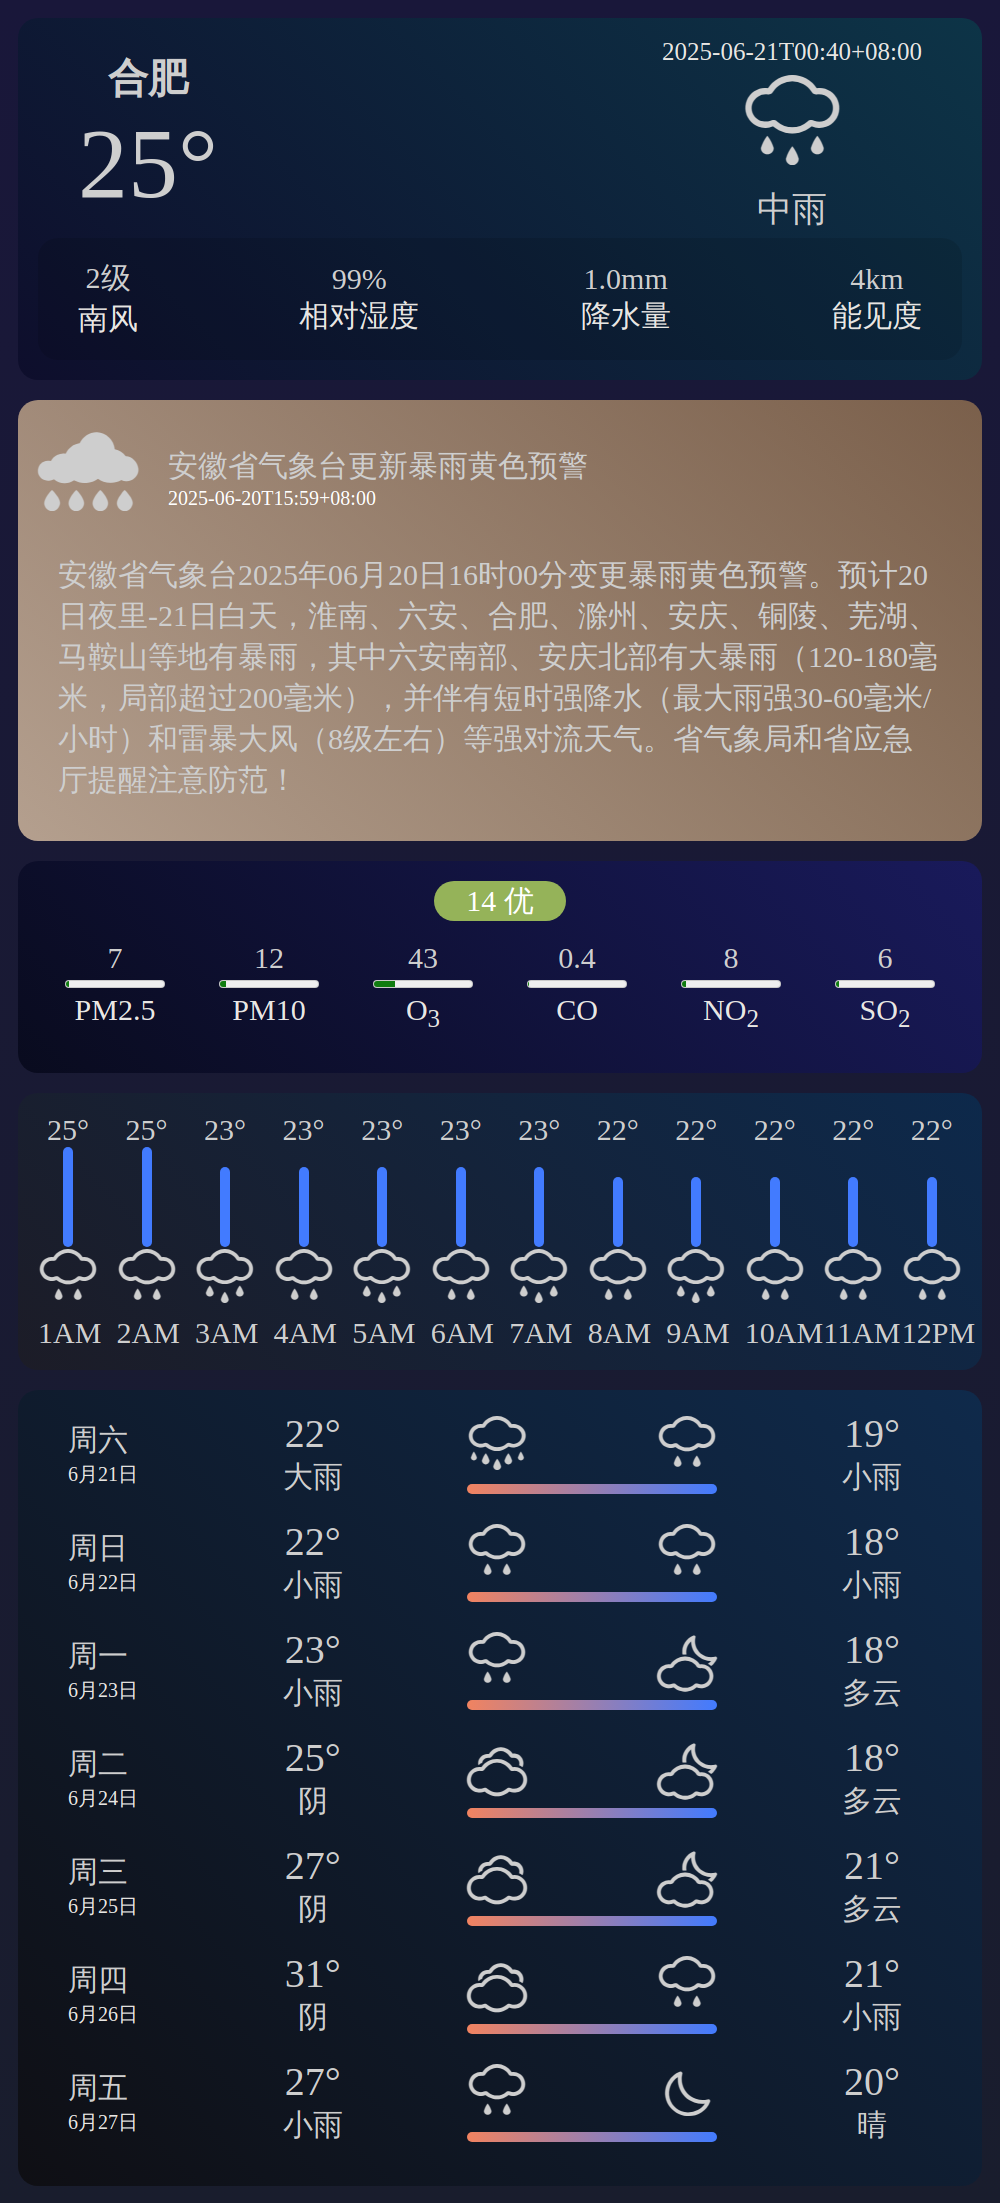 合肥
25°
2025-06-21T00:40+08:00
中雨
2级 99% 1.0mm 4km
南风 相对湿度 降水量 能见度
安徽省气象台更新暴雨黄色预警
2025-06-20T15:59+08:00
安徽省气象台2025年06月20日16时00分变更暴雨黄色预警。预计20
日夜里-21日白天，淮南、六安、合肥、滁州、安庆、铜陵、芜湖、
马鞍山等地有暴雨，其中六安南部、安庆北部有大暴雨（120-180毫
米，局部超过200毫米），并伴有短时强降水（最大雨强30-60毫米/
小时）和雷暴大风（8级左右）等强对流天气。省气象局和省应急
厅提醒注意防范！
14 优
7 12 43 0.4 8 6
PM2.5 PM10 O3 CO NO2 SO2
25° 25° 23° 23° 23° 23° 23° 22° 22° 22° 22° 22°
1AM 2AM 3AM 4AM 5AM 6AM 7AM 8AM 9AM 10AM 11AM 12PM
周六 22° 19°
6月21日 大雨 小雨
周日 22° 18°
6月22日 小雨 小雨
周一 23° 18°
6月23日 小雨 多云
周二 25° 18°
6月24日 阴 多云
周三 27° 21°
6月25日 阴 多云
周四 31° 21°
6月26日 阴 小雨
周五 27° 20°
6月27日 小雨 晴